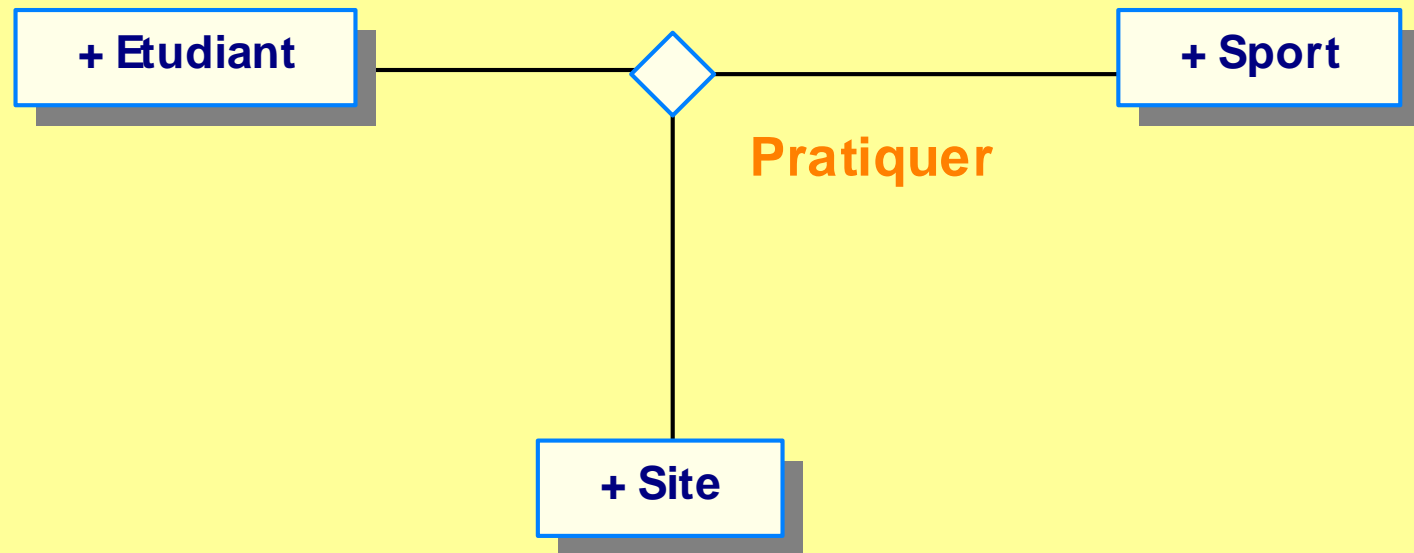 + Etudiant
+ Sport
Pratiquer
+ Site